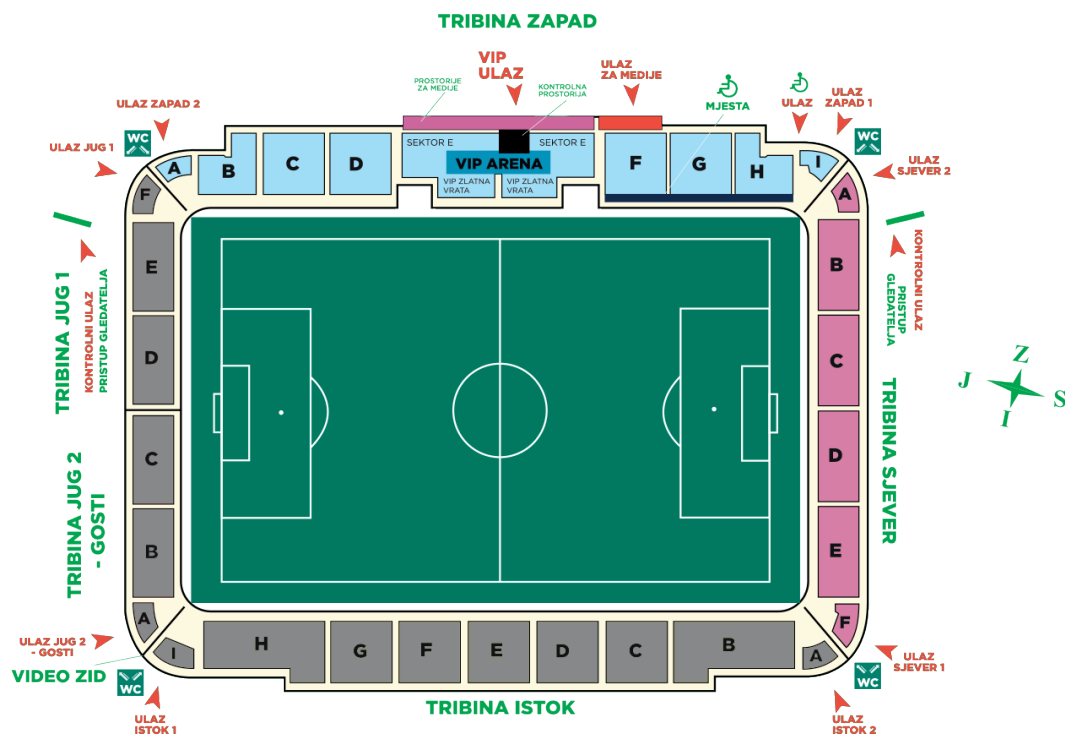 TRIBINA ZAPAD
VIP
ULAZ
ULAZ
ZA MEDIJE
PROSTORIJE
ZA MEDIJE
KONTROLNA
PROSTORIJA
MJESTA
ULAZ
ULAZ
ZAPAD 1
ULAZ ZAPAD 2
WC
WC
ULAZ JUG 1
ULAZ
SJEVER 2
A
B
C
D
SEKTOR E
SEKTOR E
VIP ARENA
VIP ZLATNA
VRATA
VIP ZLATNA
VRATA
F
G
H
I
F
E
D
C
B
A
A
B
C
D
E
F
TRIBINA JUG 1
KONTROLNI ULAZ
PRISTUP GLEDATELJA
TRIBINA JUG 2
- GOSTI
KONTROLNI ULAZ
PRISTUP
GLEDATELJA
TRIBINA SJEVER
Z
J
S
I
I
H
G
F
E
D
C
B
A
ULAZ JUG 2
- GOSTI
VIDEO ZID
WC
ULAZ
ISTOK 1
TRIBINA ISTOK
WC
ULAZ
SJEVER 1
ULAZ
ISTOK 2